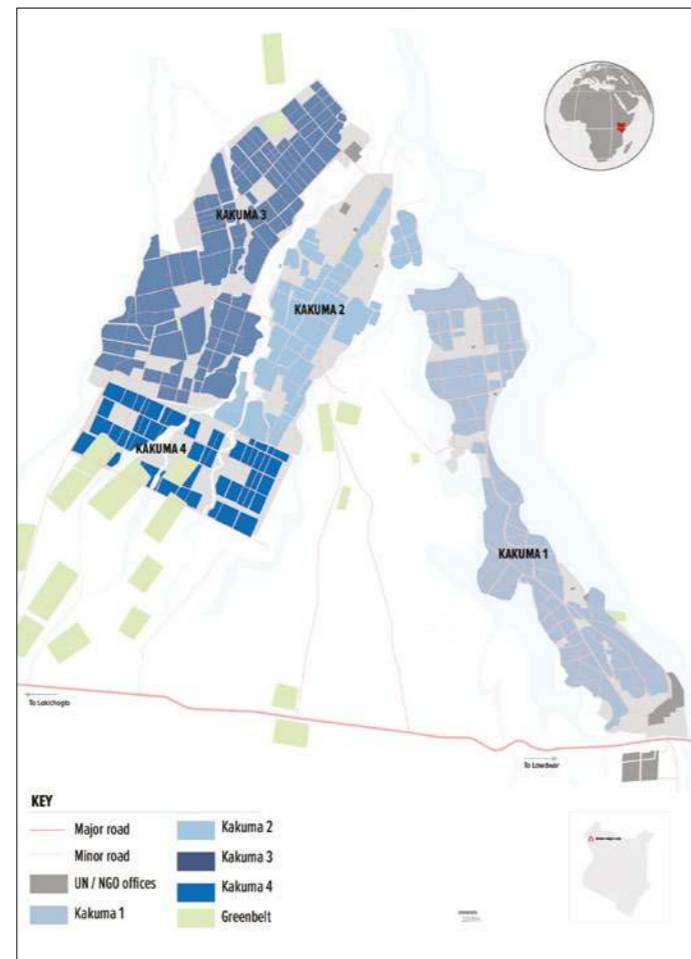 KAKUMA 3
KAKUMA 2
KAKUMA 4
KAKUMA 1
To Lokichogio
To Lowdwar
KEY
Major road
Minor road
UN / NGO offices
Kakuma 1
Kakuma 2
Kakuma 3
Kakuma 4
Greenbelt